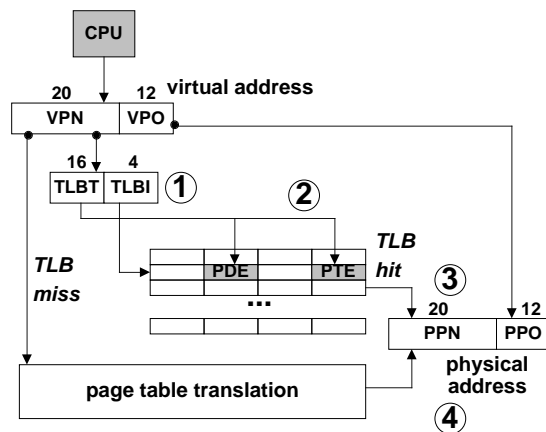 CPU
20 12 virtual address
VPN VPO
16 4
TLBT TLBI ① ②
TLB miss
PDE PTE
TLB hit
...
③
20 12
PPN PPO
physical address
page table translation
④